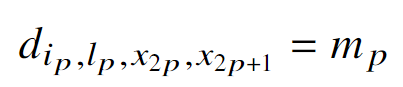 $d_{i_p,l_p,x_{2p},x_{2p+1}} = m_p$